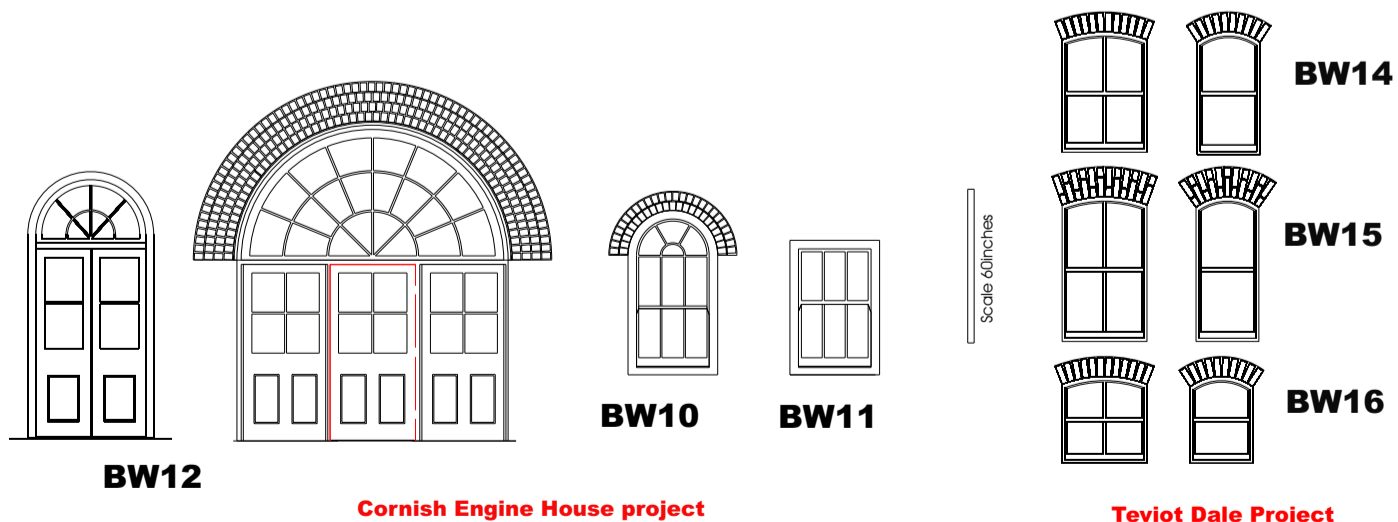 BW12
BW10
BW11
Cornish Engine House project
Scale 60inches
BW14
BW15
BW16
Teviot Dale Project